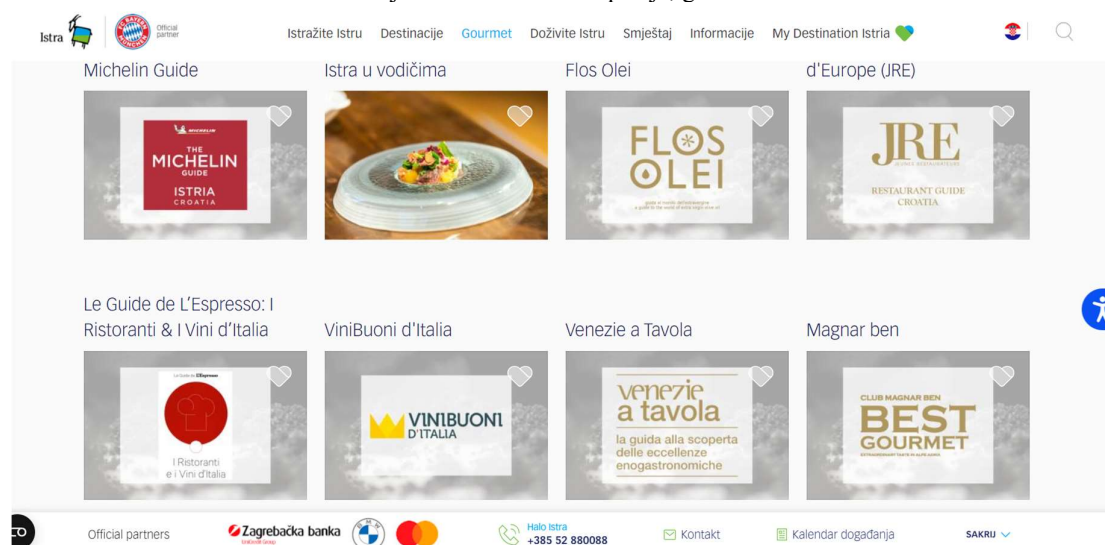 Istra
FC BAYERN MÜNCHEN
Official
partner
Istražite Istru
Destinacije
Gourmet
Doživite Istru
Smještaj
Informacije
My Destination Istria
Michelin Guide
Istra u vodičima
Flos Olei
d'Europe (JRE)
MICHELIN
THE
MICHELIN
GUIDE
ISTRIA
CROATIA
FLOS
OLEI
JRE
RESTAURANT GUIDE
CROATIA
Le Guide de L'Espresso: I
Ristoranti & I Vini d'Italia
ViniBuoni d'Italia
Venezie a Tavola
Magnar ben
I Ristoranti
e i Vini d'Italia
VINIBUONI
D'ITALIA
venezie
a tavola
la guida alla scoperta
delle eccellenze
enogastronomiche
CLUB MAGNAR BEN
BEST
GOURMET
Official partners
Zagrebačka banka
BMW
Halo Istra
+385 52 880088
Kontakt
Kalendar događanja
SAKRIJ